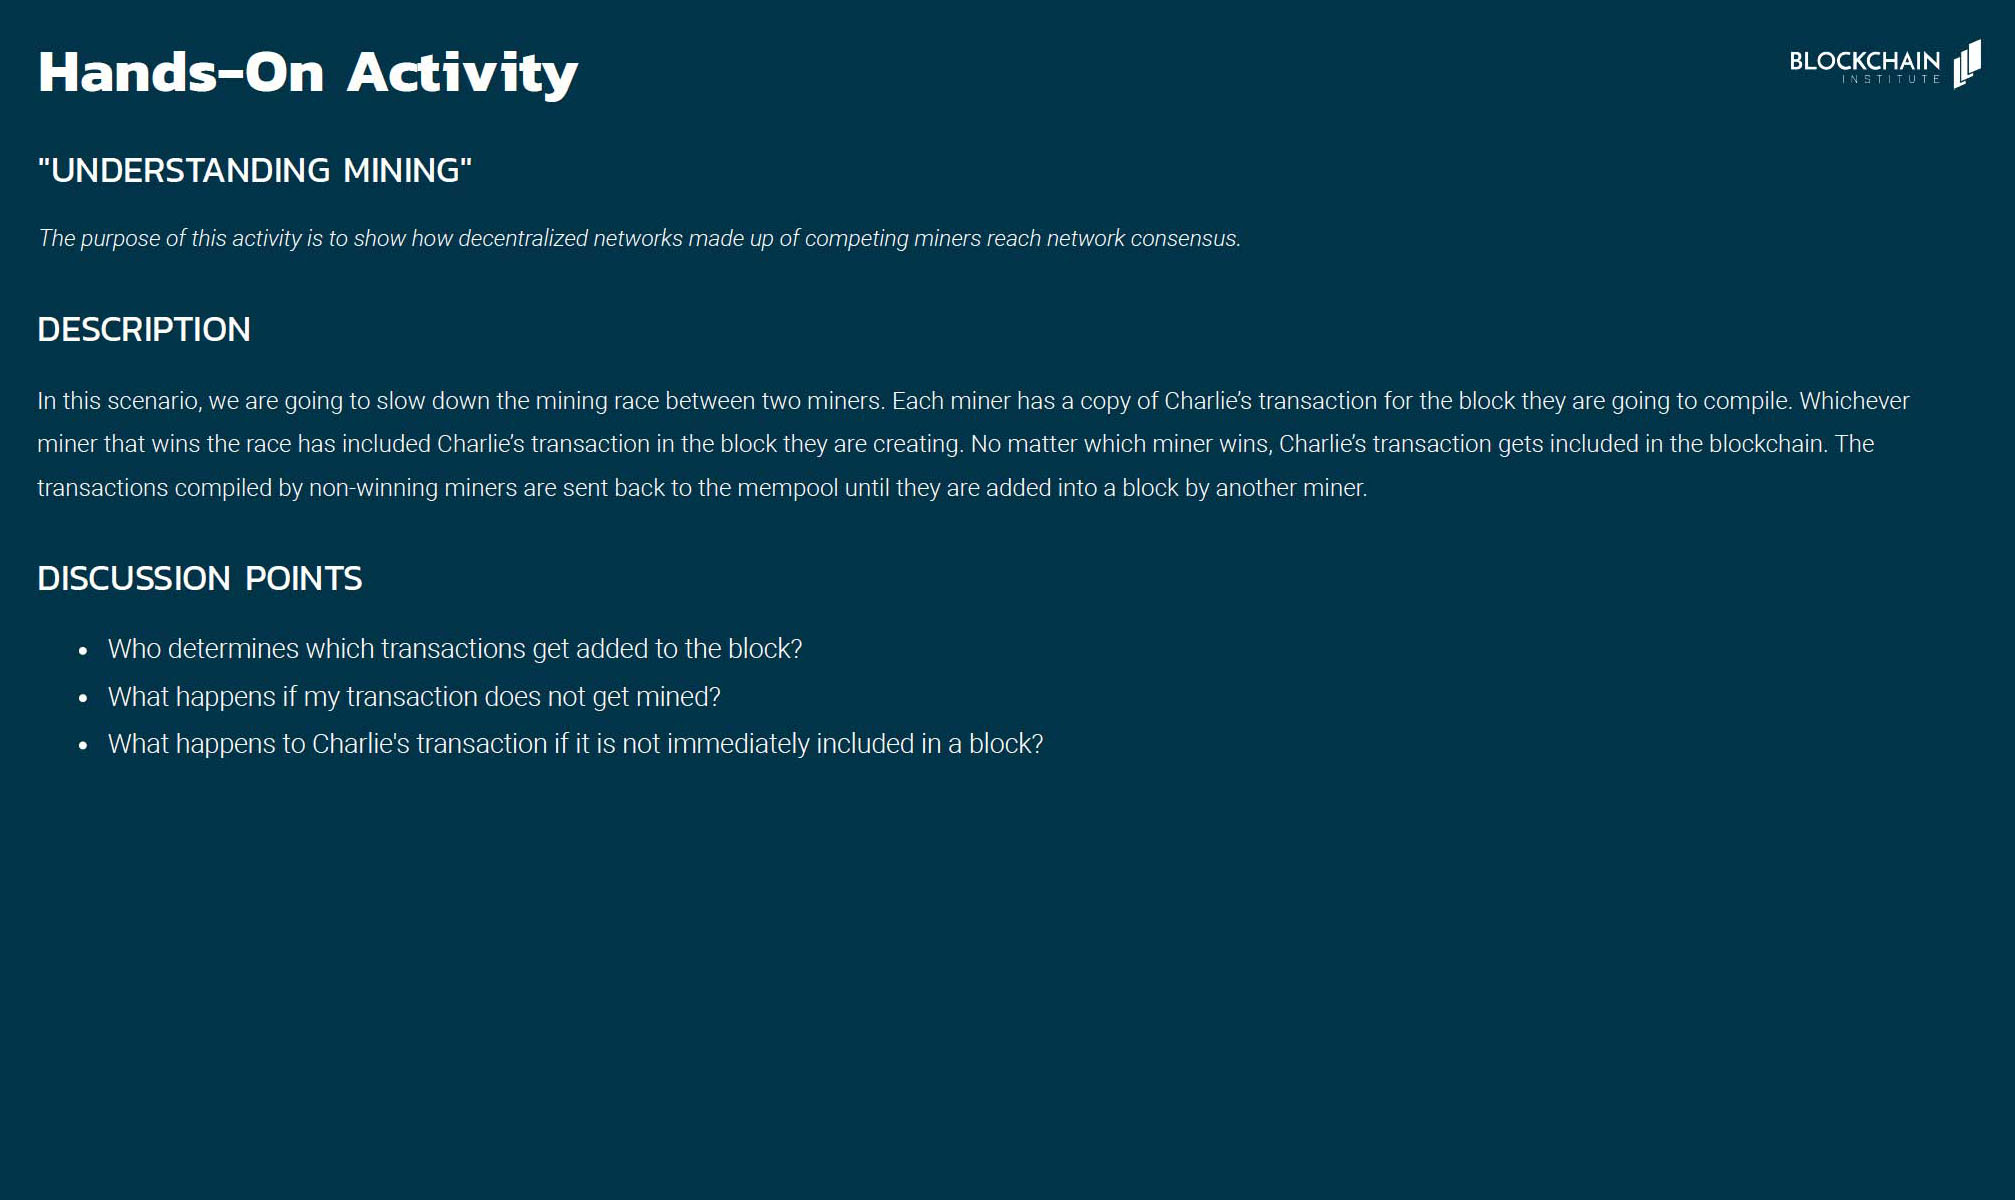 Hands-On Activity
BLOCKCHAIN
INSTITUTE
"UNDERSTANDING MINING"
The purpose of this activity is to show how decentralized networks made up of competing miners reach network consensus.
DESCRIPTION
In this scenario, we are going to slow down the mining race between two miners. Each miner has a copy of Charlie’s transaction for the block they are going to compile. Whichever
miner that wins the race has included Charlie’s transaction in the block they are creating. No matter which miner wins, Charlie’s transaction gets included in the blockchain. The
transactions compiled by non-winning miners are sent back to the mempool until they are added into a block by another miner.
DISCUSSION POINTS
• Who determines which transactions get added to the block?
• What happens if my transaction does not get mined?
• What happens to Charlie's transaction if it is not immediately included in a block?